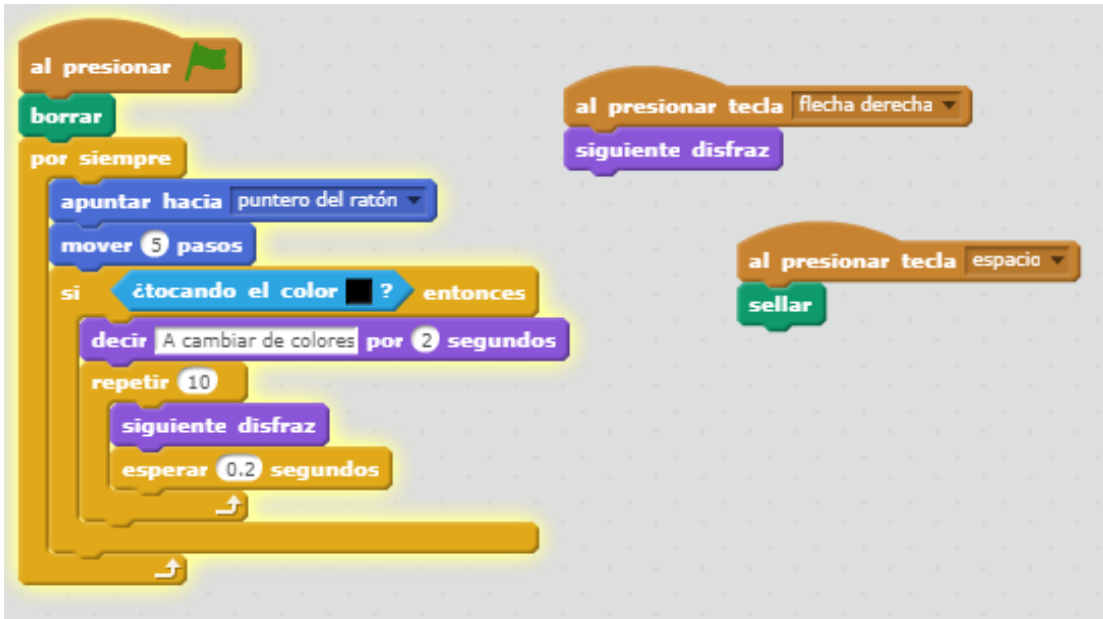 al presionar
borrar
por siempre
apuntar hacia puntero del ratón
mover 5 pasos
si ¿tocando el color ? entonces
decir A cambiar de colores por 2 segundos
repetir 10
siguiente disfraz
esperar 0.2 segundos
al presionar tecla flecha derecha
siguiente disfraz
al presionar tecla espacio
sellar